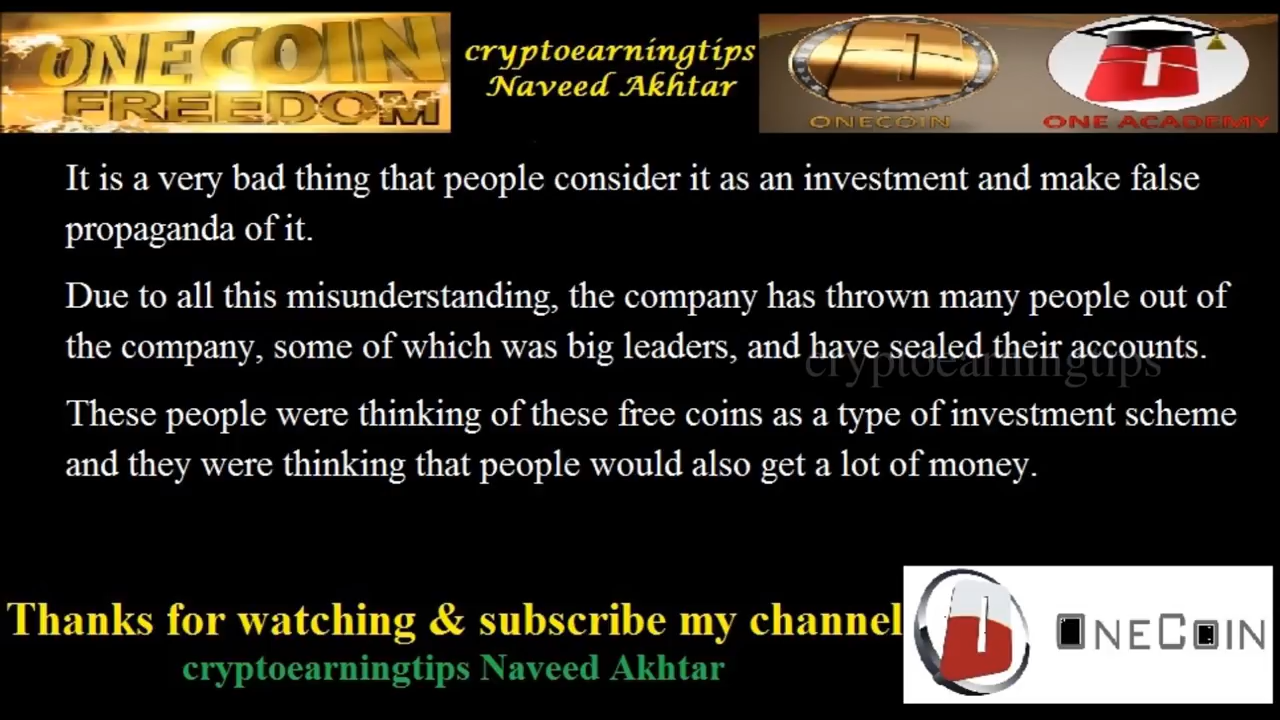 ONECOIN
FREEDOM
cryptoearningtips
Naveed Akhtar
ONECOIN
ONE ACADEMY
It is a very bad thing that people consider it as an investment and make false
propaganda of it.
Due to all this misunderstanding, the company has thrown many people out of
the company, some of which was big leaders, and have sealed their accounts.
cryptoearningtips
These people were thinking of these free coins as a type of investment scheme
and they were thinking that people would also get a lot of money.
Thanks for watching & subscribe my channel
cryptoearningtips Naveed Akhtar
ONECOIN